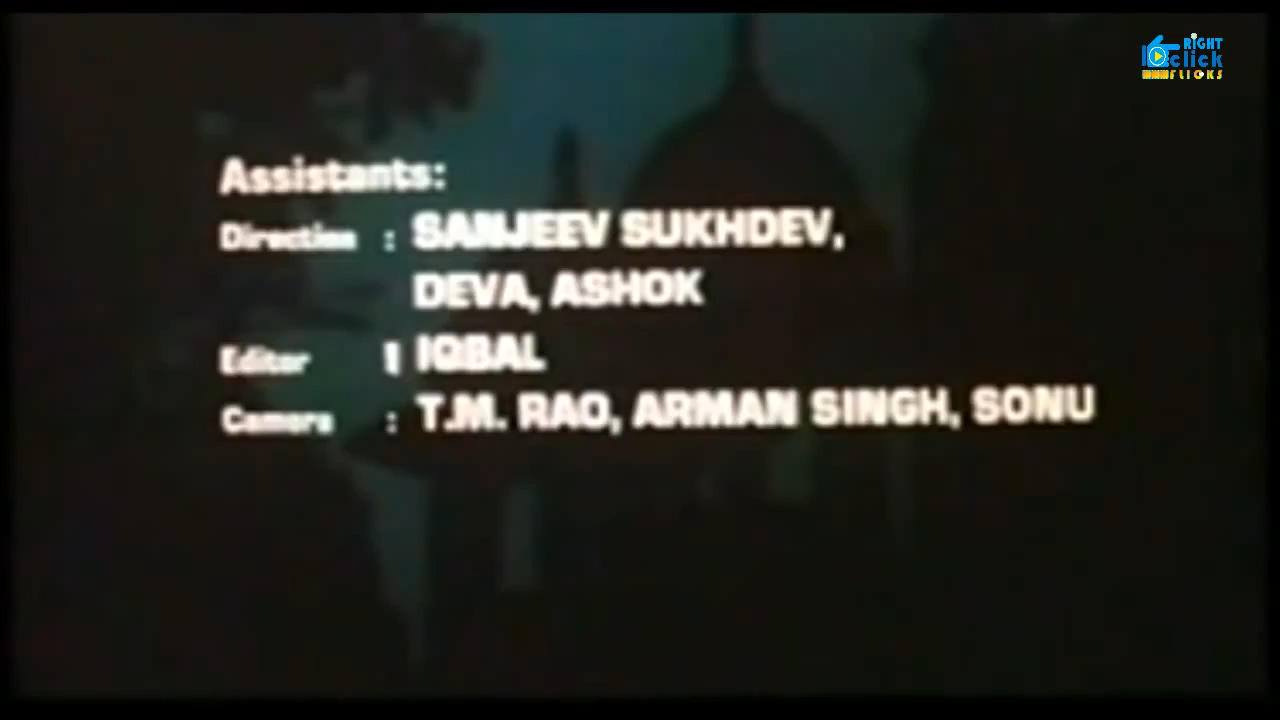 RIGHT
click
FLICKS
Assistants:
Direction : SANJEEV SUKHDEV,
DEVA, ASHOK
Editor : IQBAL
Camera : T.M. RAO, ARMAN SINGH, SONU